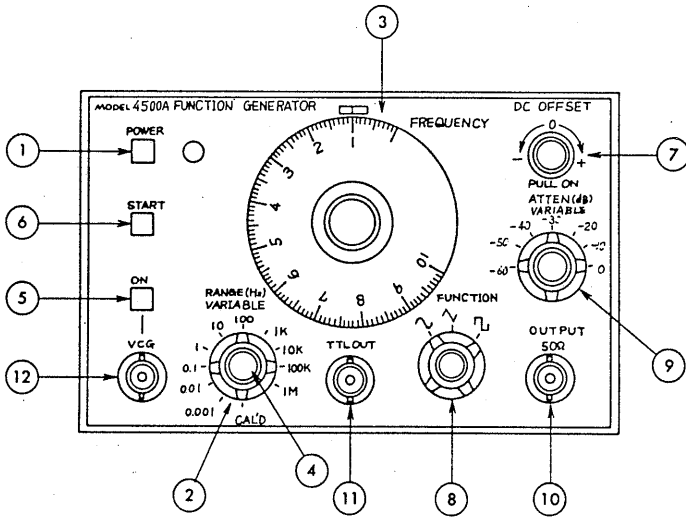 3
MODEL 4500A FUNCTION GENERATOR
DC OFFSET
POWER
FREQUENCY
0
- +
1
7
PULL ON
START
ATTEN(dB)
VARIABLE
6
-60 -50 -40 -30 -20 -10 0
1 2 3 4 5 6 7 8 9 10
ON
5
RANGE(Hz)
VARIABLE
0.001 0.01 0.1 1 10 100 1K 10K 100K 1M
CAL'D
FUNCTION
VCG
TTL OUT
OUTPUT
50Ω
12
9
2
4
11
8
10